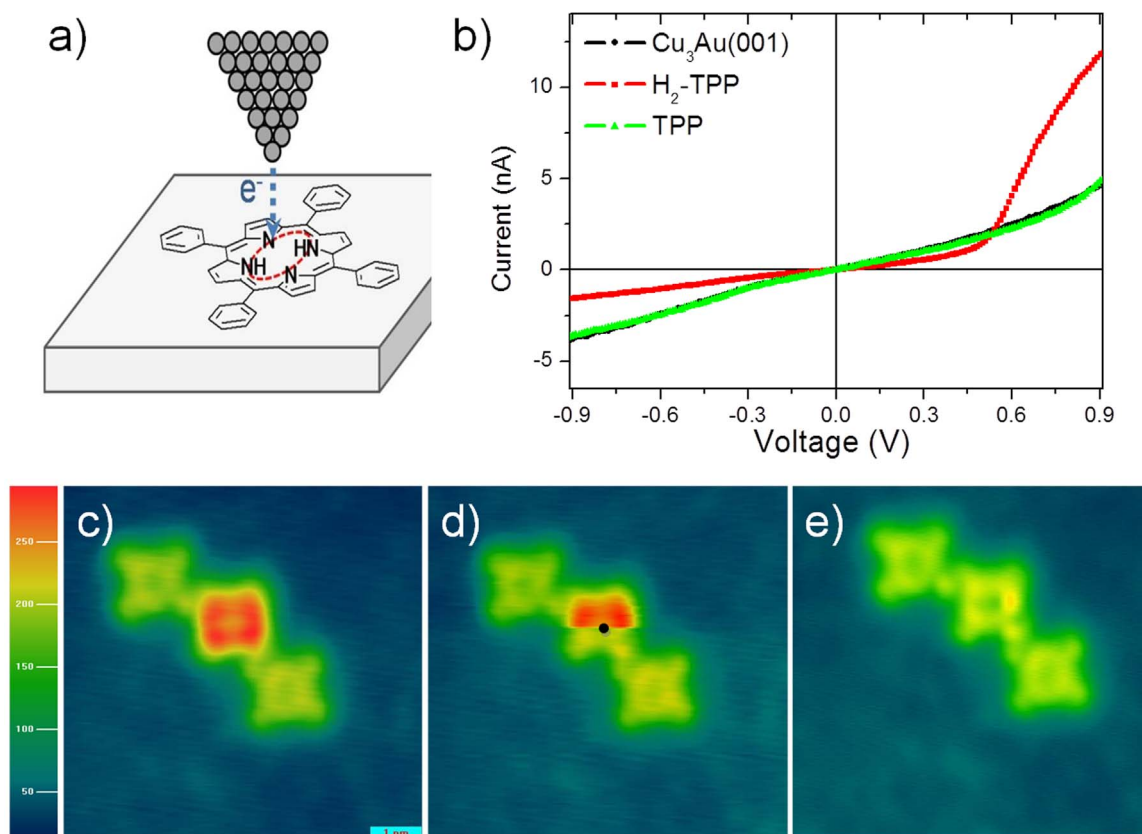 a)
e-
N
HN
NH
N
b)
Cu3Au(001)
H2-TPP
TPP
Current (nA)
10
5
0
-5
-0.9 -0.6 -0.3 0.0 0.3 0.6 0.9
Voltage (V)
c)
d)
e)
250
200
150
100
50
1 nm